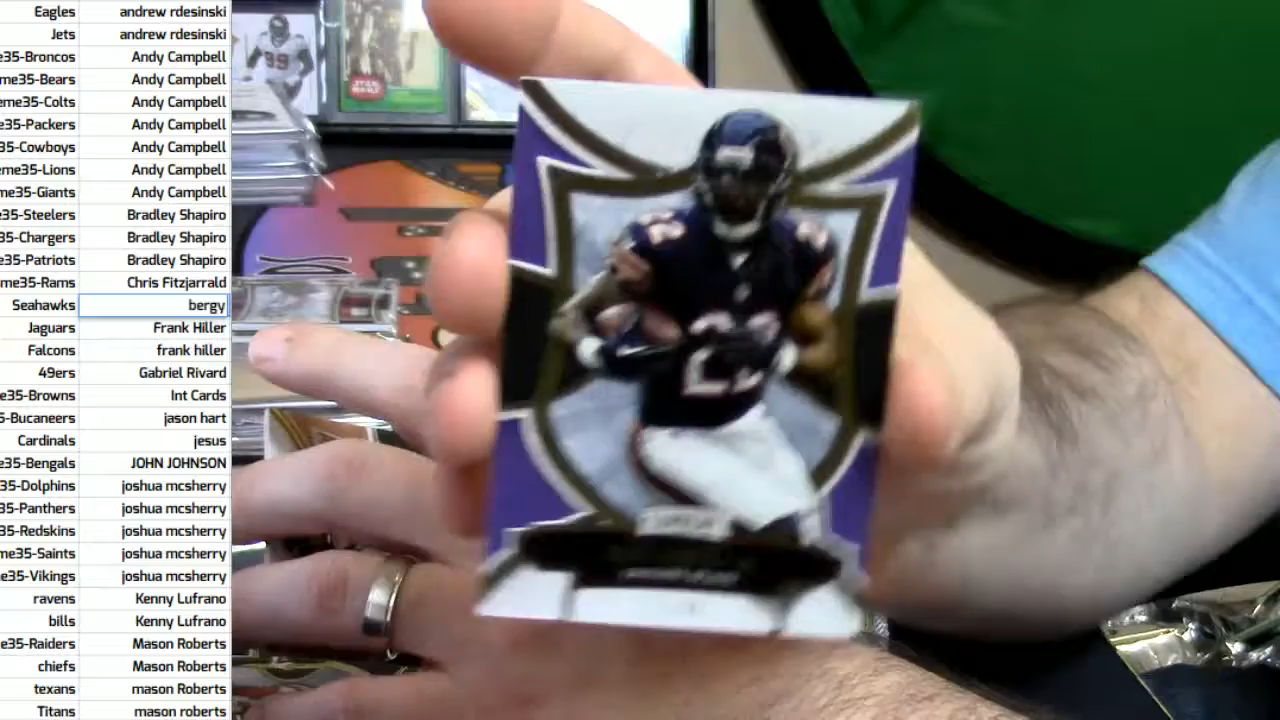 Eagles andrew rdesinski
Jets andrew rdesinski
e35-Broncos Andy Campbell
me35-Bears Andy Campbell
eme35-Colts Andy Campbell
e35-Packers Andy Campbell
35-Cowboys Andy Campbell
eme35-Lions Andy Campbell
me35-Giants Andy Campbell
e35-Steelers Bradley Shapiro
35-Chargers Bradley Shapiro
35-Patriots Bradley Shapiro
me35-Rams Chris Fitzjarrald
Seahawks bergy
Jaguars Frank Hiller
Falcons frank hiller
49ers Gabriel Rivard
e35-Browns Int Cards
5-Bucaneers jason hart
Cardinals jesus
e35-Bengals JOHN JOHNSON
35-Dolphins joshua mcsherry
35-Panthers joshua mcsherry
35-Redskins joshua mcsherry
me35-Saints joshua mcsherry
e35-Vikings joshua mcsherry
ravens Kenny Lufrano
bills Kenny Lufrano
e35-Raiders Mason Roberts
chiefs Mason Roberts
texans mason Roberts
Titans mason roberts
99
STAR WARS
22